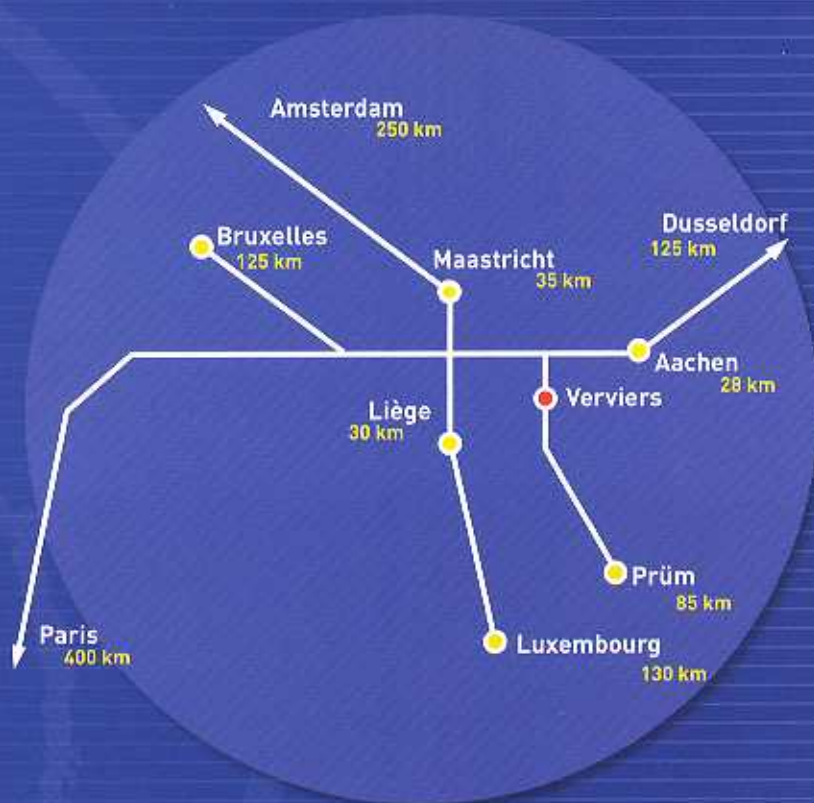 Amsterdam
250 km
Dusseldorf
125 km
Bruxelles
125 km
Maastricht
35 km
Aachen
28 km
Verviers
Liège
30 km
Prüm
85 km
Paris
400 km
Luxembourg
130 km